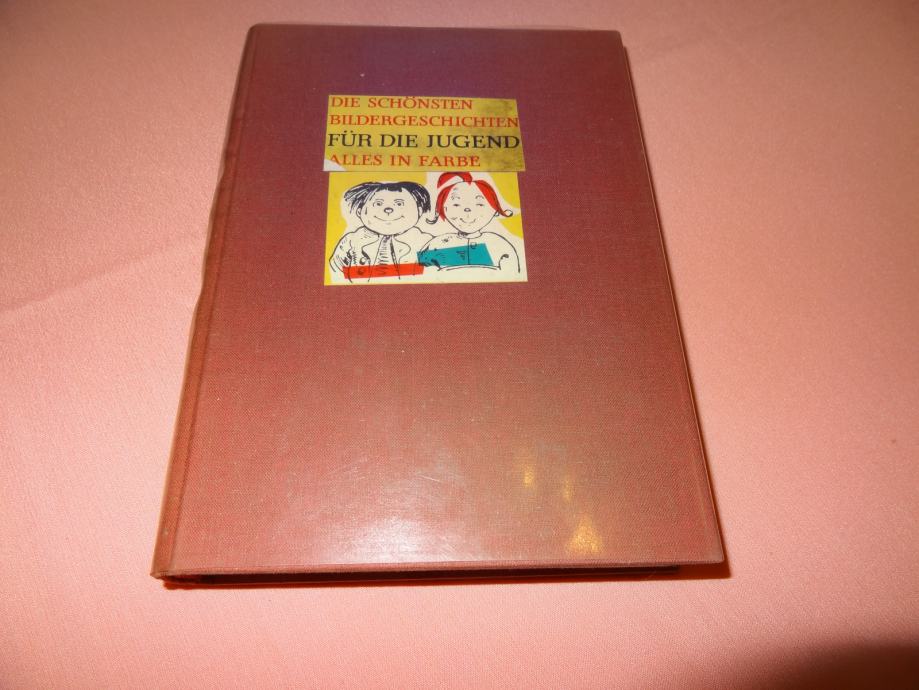 DIE SCHÖNSTEN
BILDERGESCHICHTEN
FÜR DIE JUGEND
ALLES IN FARBE